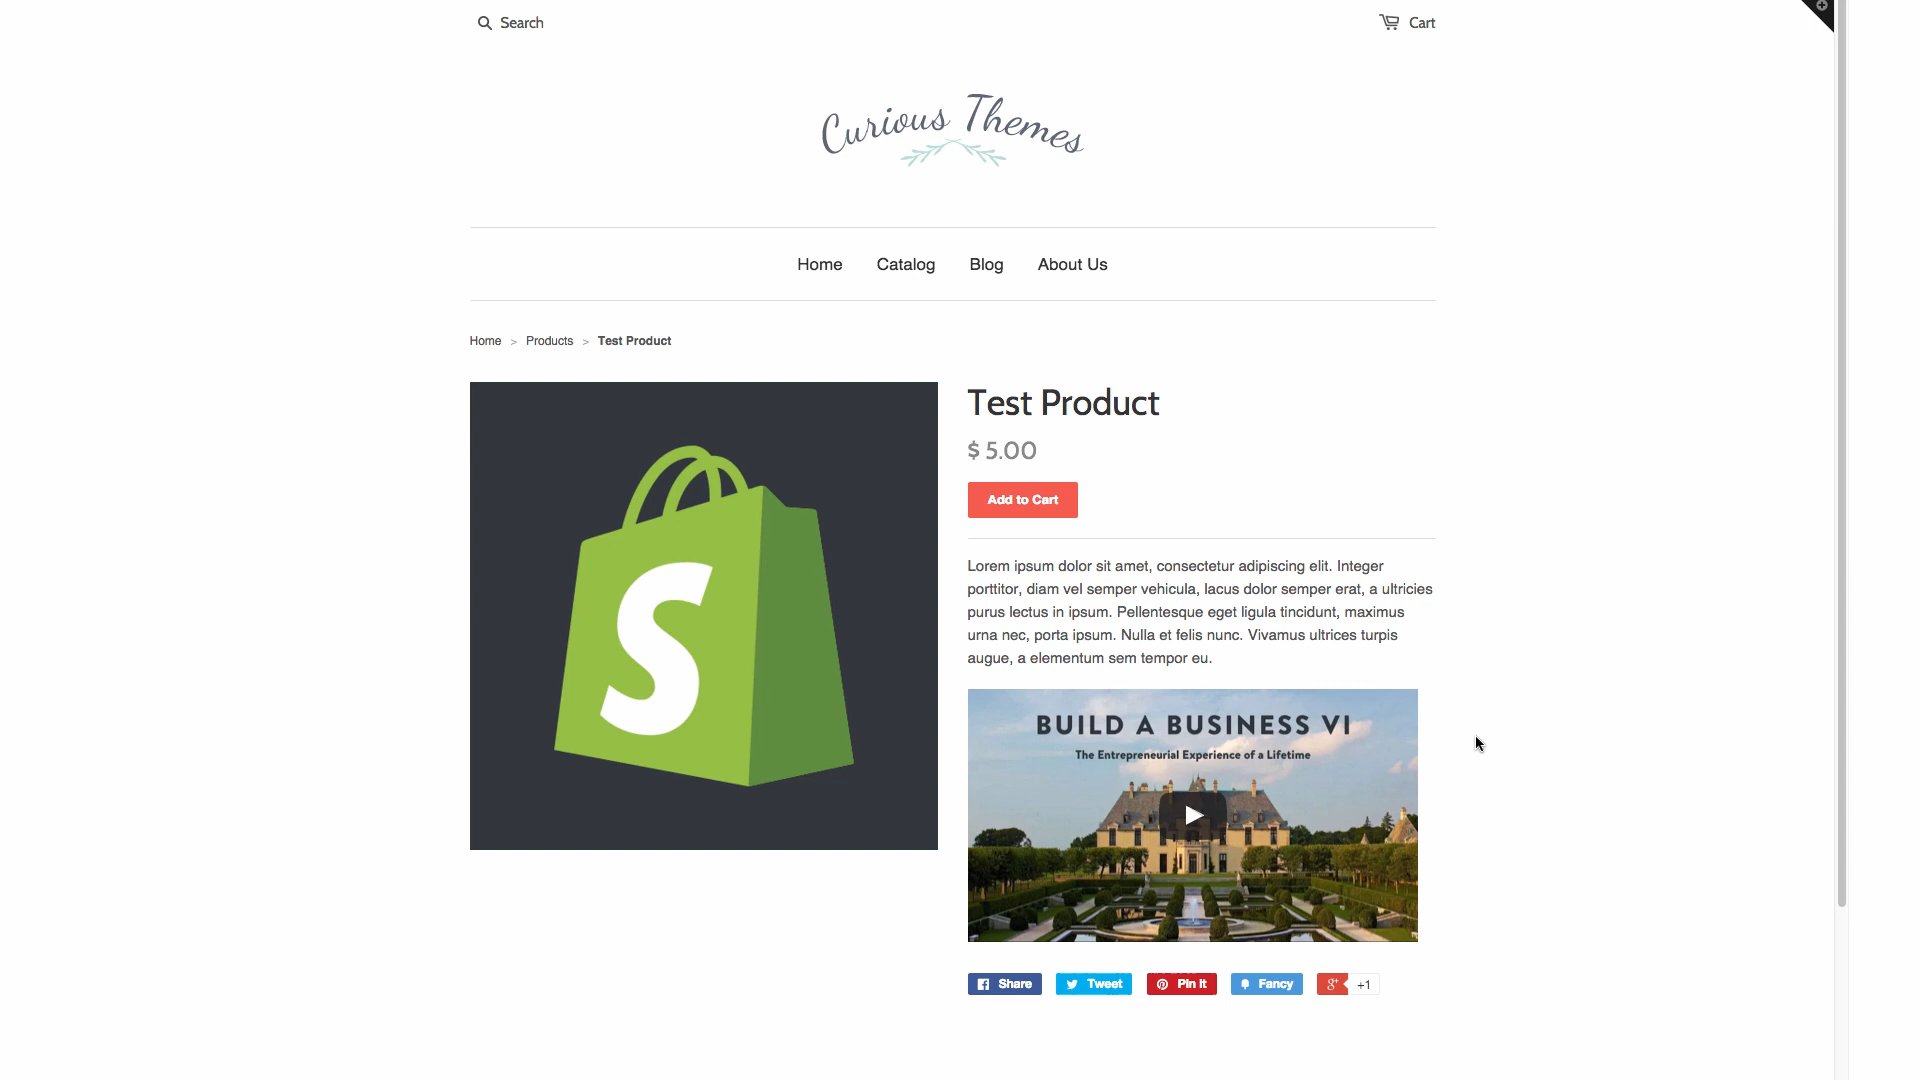 Search
Cart
Curious Themes
Home Catalog Blog About Us
Home > Products > Test Product
Test Product
$ 5.00
Add to Cart
Lorem ipsum dolor sit amet, consectetur adipiscing elit. Integer
porttitor, diam vel semper vehicula, lacus dolor semper erat, a ultricies
purus lectus in ipsum. Pellentesque eget ligula tincidunt, maximus
urna nec, porta ipsum. Nulla et felis nunc. Vivamus ultrices turpis
augue, a elementum sem tempor eu.
S
BUILD A BUSINESS VI
The Entrepreneurial Experience of a Lifetime
Share Tweet Pin it Fancy g+ +1